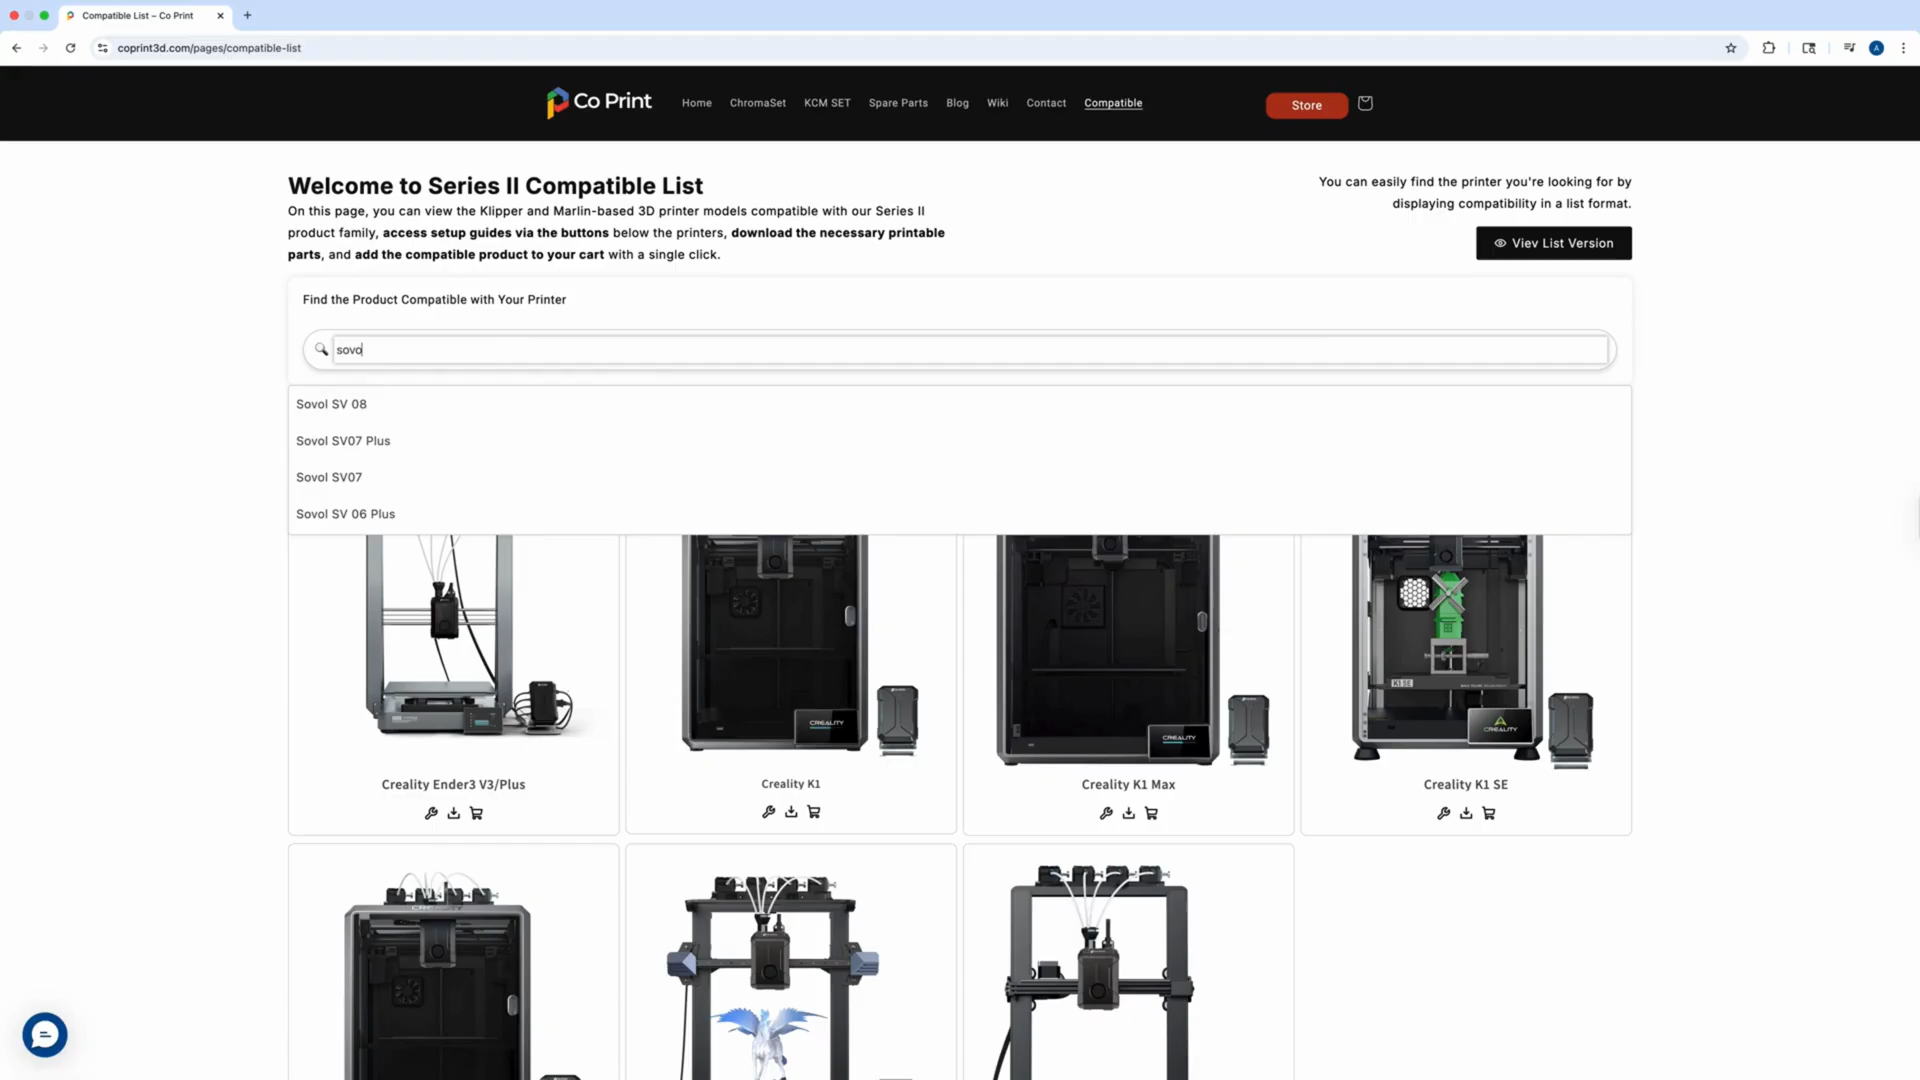 Compatible List – Co Print
coprint3d.com/pages/compatible-list
A
Co Print
Home
ChromaSet
KCM SET
Spare Parts
Blog
Wiki
Contact
Compatible
Store
Welcome to Series II Compatible List
On this page, you can view the Klipper and Marlin-based 3D printer models compatible with our Series II
product family, access setup guides via the buttons below the printers, download the necessary printable
parts, and add the compatible product to your cart with a single click.
You can easily find the printer you're looking for by
displaying compatibility in a list format.
Viev List Version
Find the Product Compatible with Your Printer
sovo
Sovol SV 08
Sovol SV07 Plus
Sovol SV07
Sovol SV 06 Plus
CREALITY
CREALITY
K1 SE
CREALITY
Creality Ender3 V3/Plus
Creality K1
Creality K1 Max
Creality K1 SE